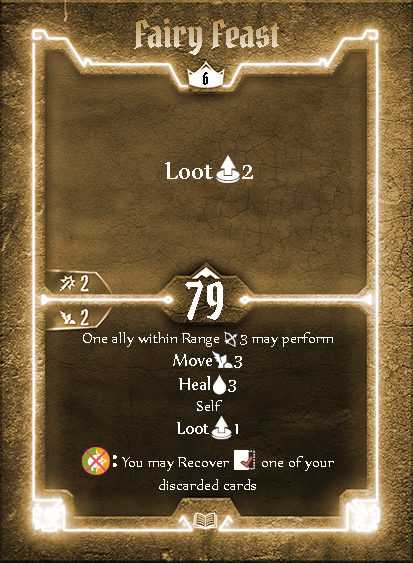 Fairy Feast
6
Loot 2
2
79
2
One ally within Range 3 may perform
Move 3
Heal 3
Self
Loot 1
: You may Recover one of your
discarded cards